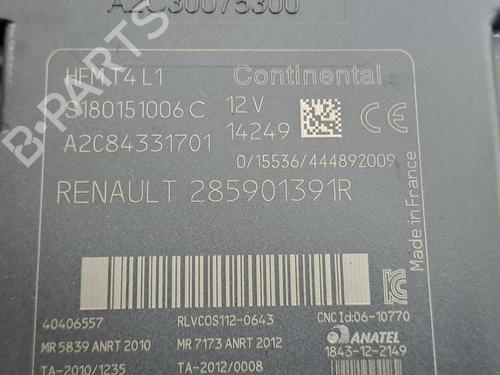 A2C30075300
HFM T4 L1 Continental
S180151006 C 12 V
14249
A2C84331701
0/15536/444892009
RENAULT 285901391R
Made in France
40406557 RLVCOS112-0643 CNC Id:06-10770
MR 5839 ANRT 2010 MR 7173 ANRT 2012 ANATEL
TA-2010/1235 TA-2012/0008 1843-12-2149